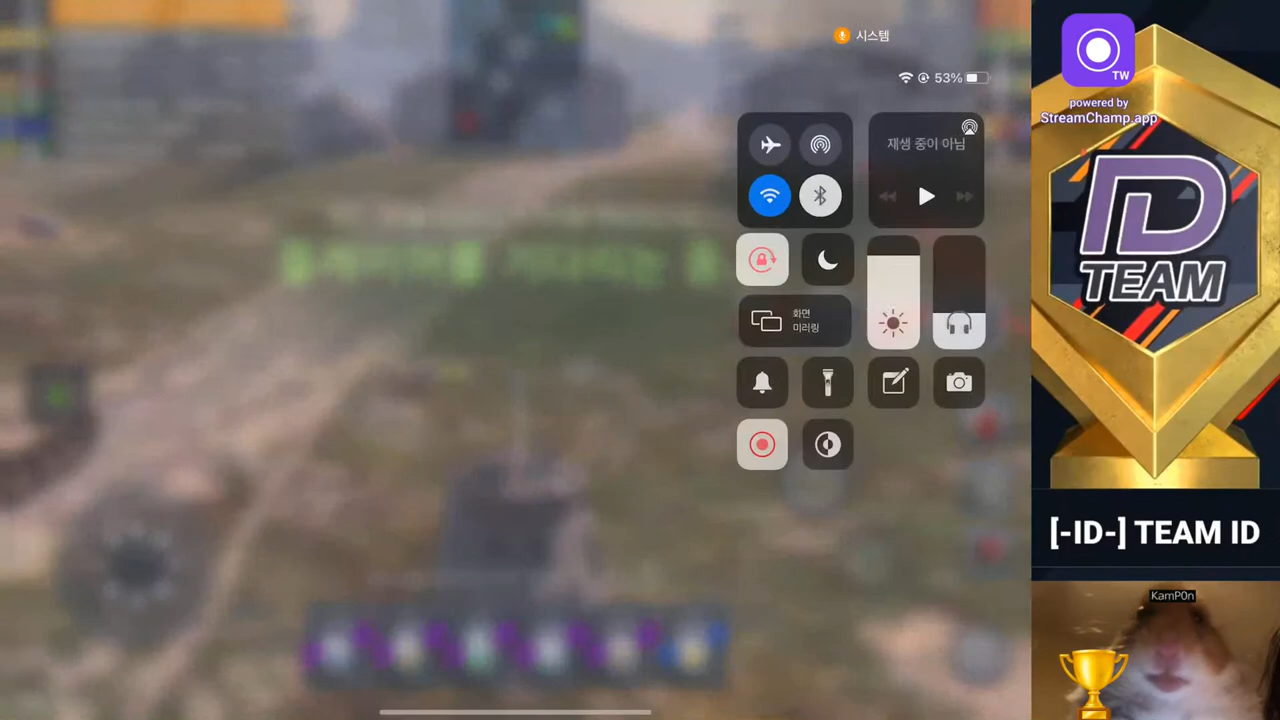 시스템
53%
재생 중이 아님
화면
미러링
TW
powered by
StreamChamp.app
ID
TEAM
[-ID-] TEAM ID
KamP0n